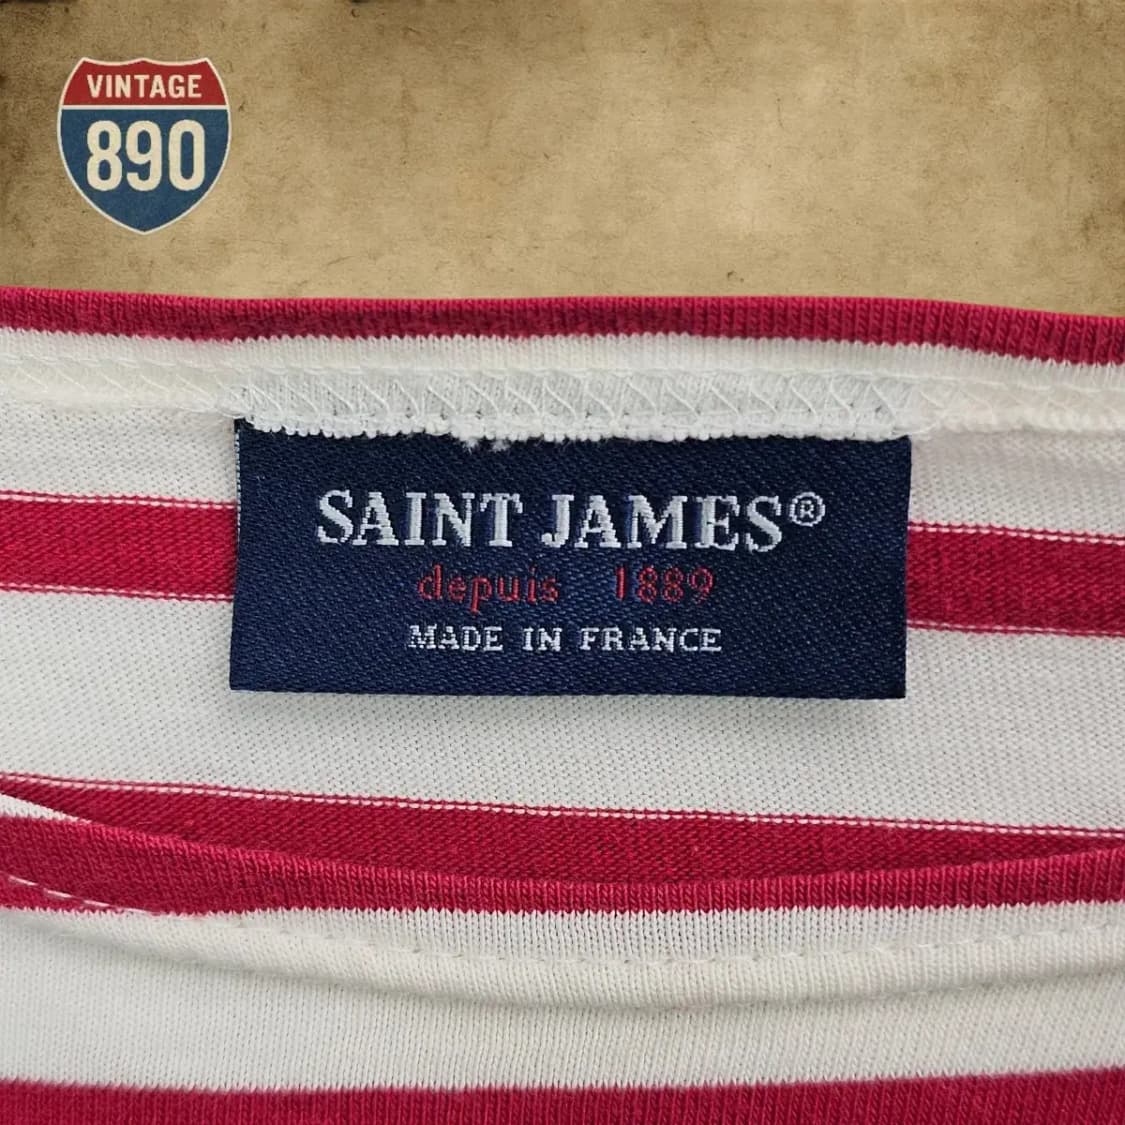 VINTAGE
890
SAINT JAMES®
depuis 1889
MADE IN FRANCE